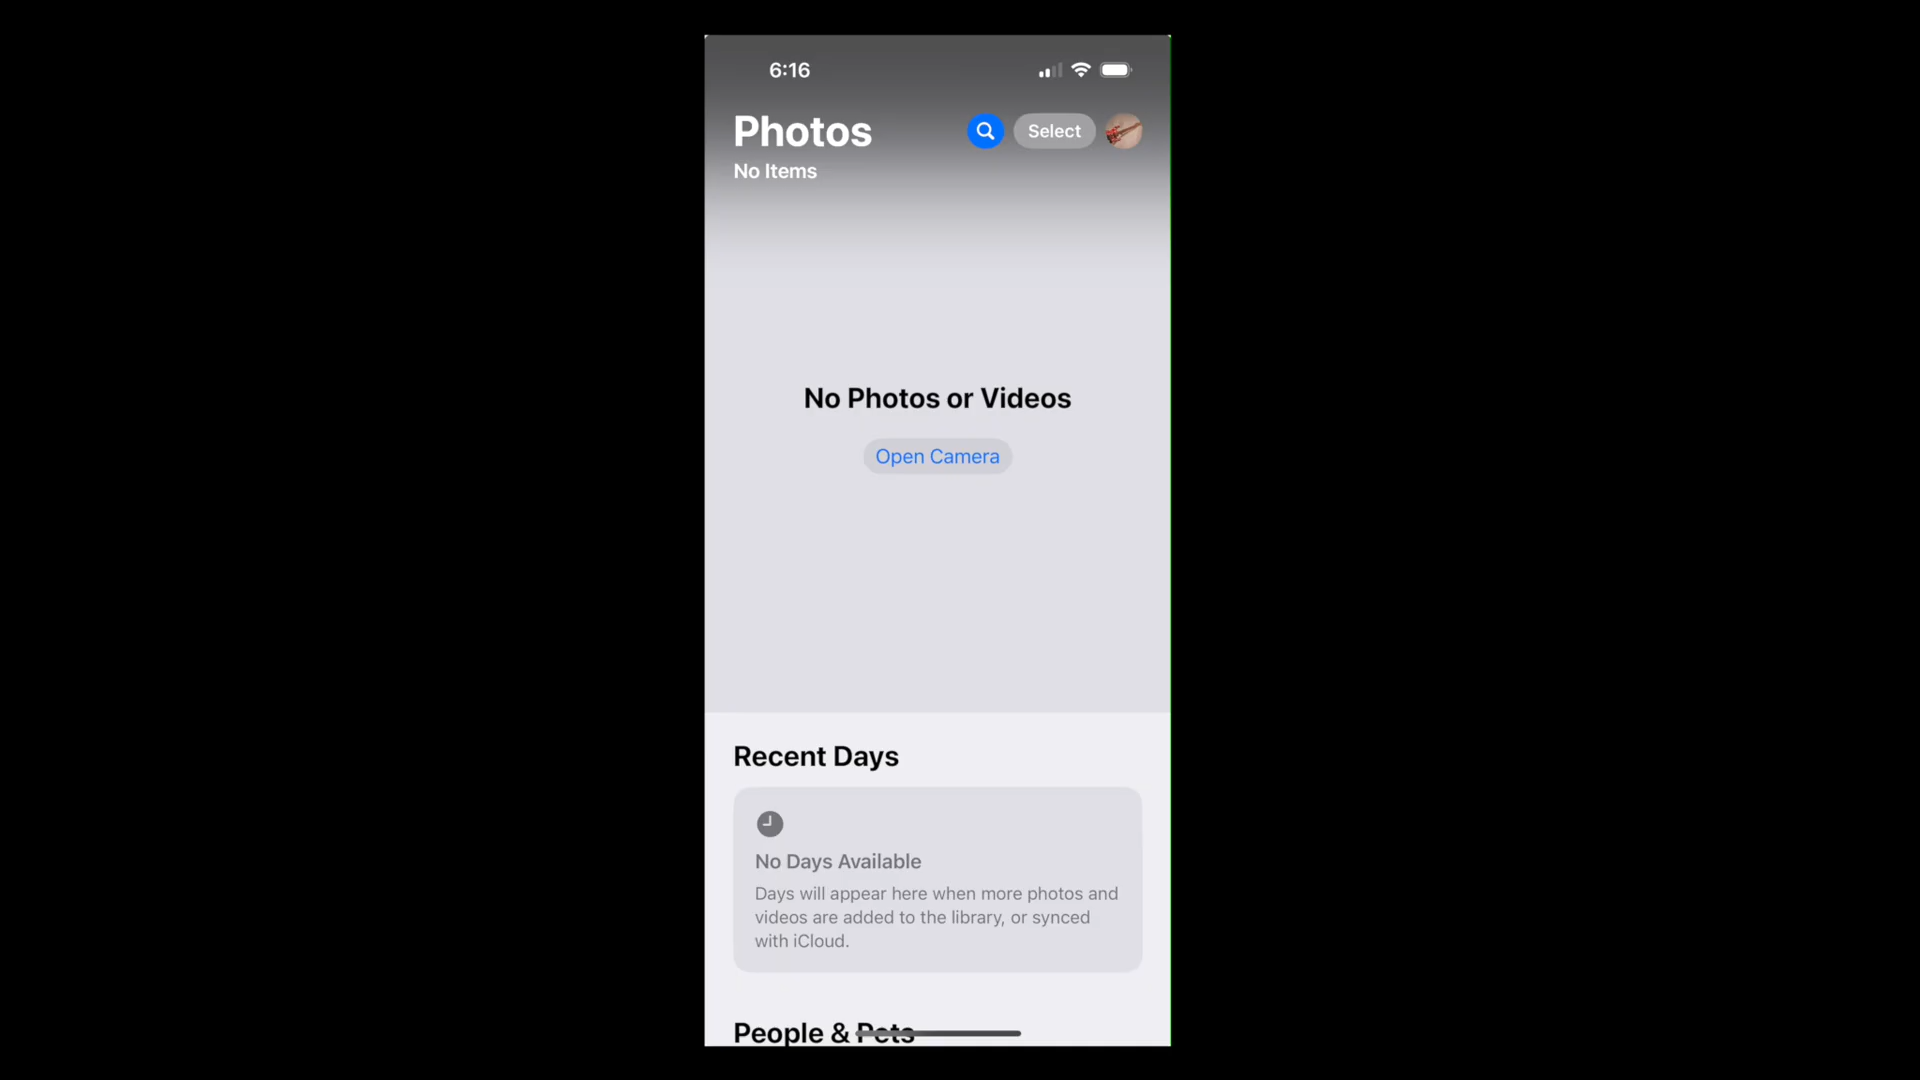 6:16
Photos
Select
No Items
No Photos or Videos
Open Camera
Recent Days
No Days Available
Days will appear here when more photos and
videos are added to the library, or synced
with iCloud.
People & Pets